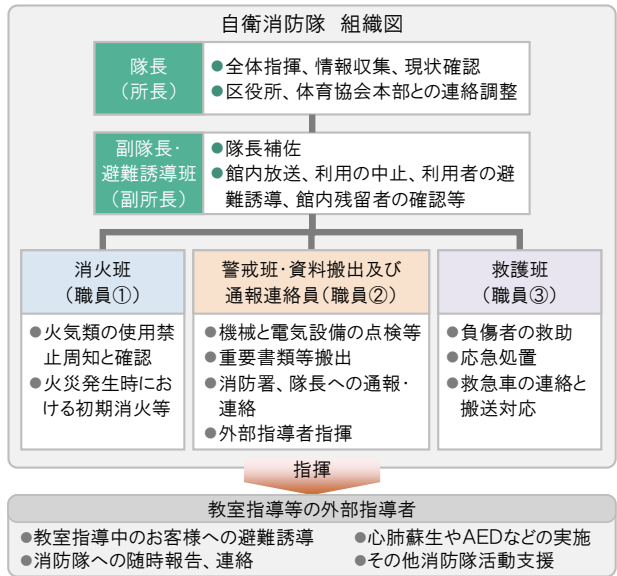 自衛消防隊 組織図
隊長
（所長）
●全体指揮、情報収集、現状確認
●区役所、体育協会本部との連絡調整
副隊長・
避難誘導班
（副所長）
●隊長補佐
●館内放送、利用の中止、利用者の避
難誘導、館内残留者の確認等
消火班
（職員①）
●火気類の使用禁
止周知と確認
●火災発生時にお
ける初期消火等
警戒班・資料搬出及び
通報連絡員（職員②）
●機械と電気設備の点検等
●重要書類等搬出
●消防署、隊長への通報・
連絡
●外部指導者指揮
救護班
（職員③）
●負傷者の救助
●応急処置
●救急車の連絡と
搬送対応
指揮
教室指導等の外部指導者
●教室指導中のお客様への避難誘導
●消防隊への随時報告、連絡
●心肺蘇生やAEDなどの実施
●その他消防隊活動支援